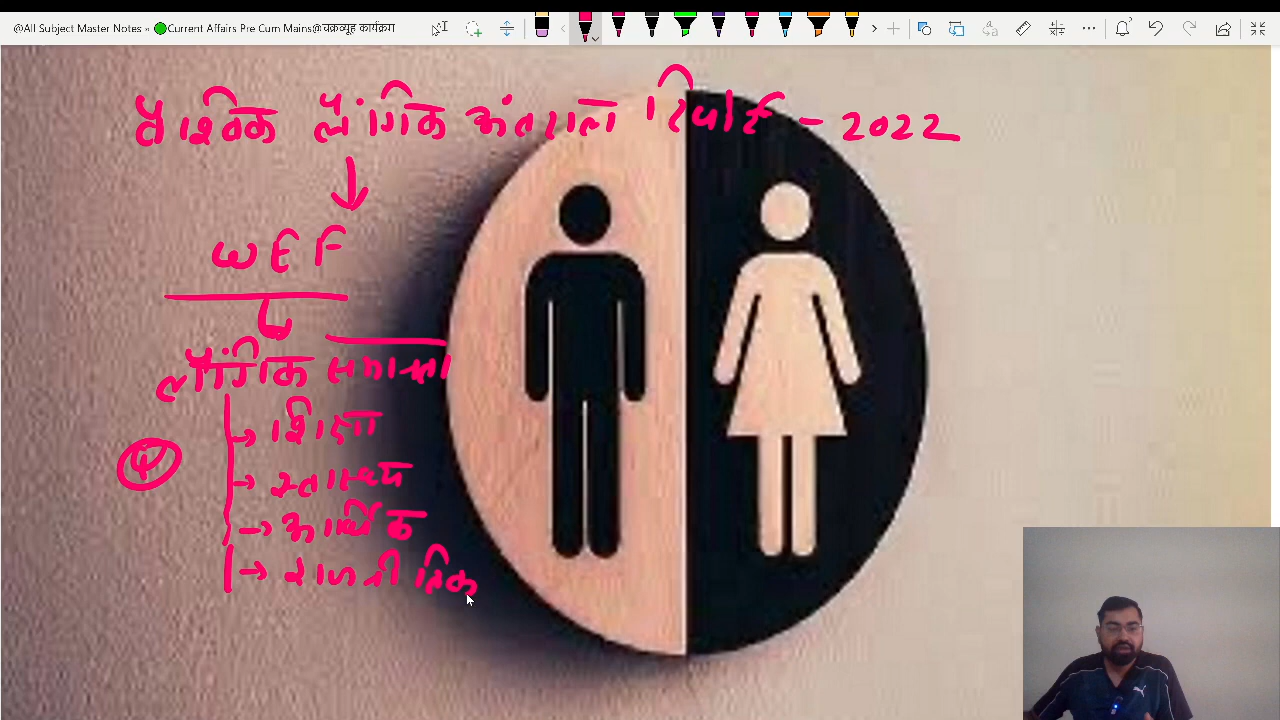 All Subject Master Notes » Current Affairs Pre Cum Mains@चक्रव्यूह कार्यक्रम
वैश्विक लैंगिक अंतराल रिपोर्ट - 2022
WEF
लैंगिक समानता
④
→ शिक्षा
→ स्वास्थ्य
→ आर्थिक
→ राजनीतिक